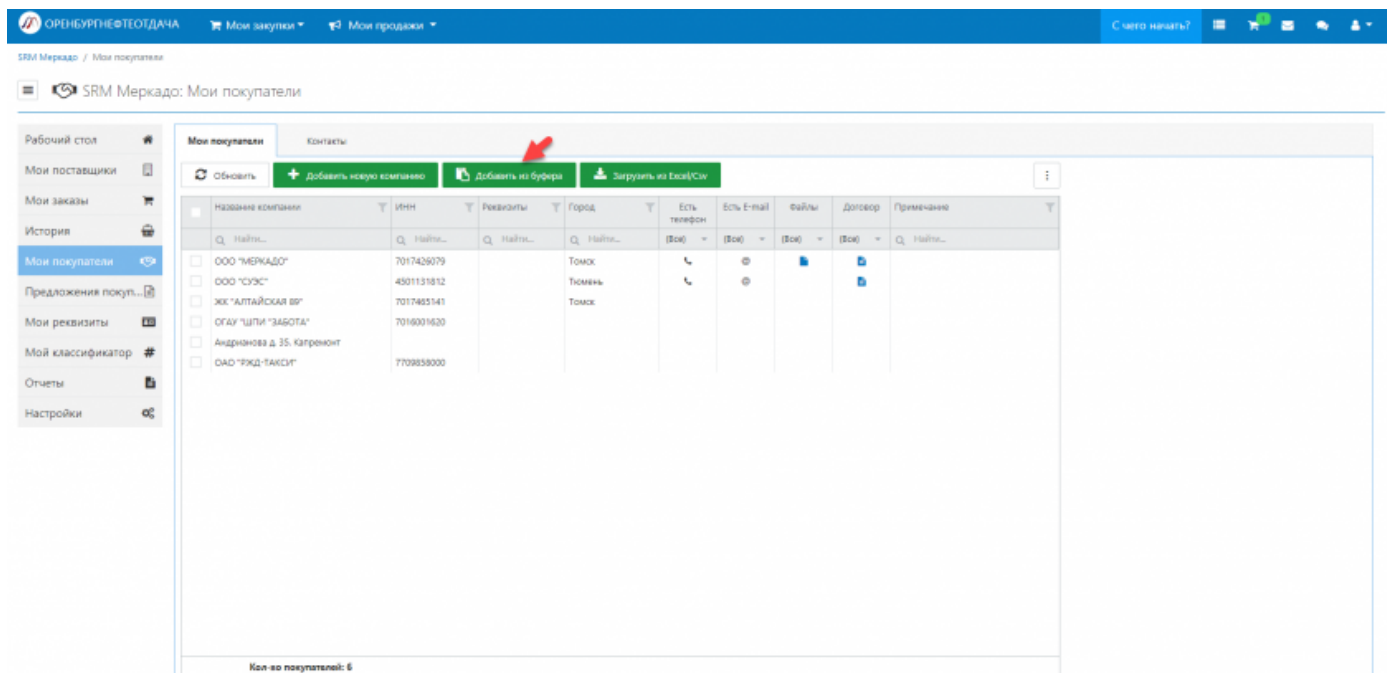 ОРЕНБУРГНЕФТЕОТДАЧА Мои закупки Мои продажи С чего начать? 1
SRM Меркадо / Мои покупатели
SRM Меркадо: Мои покупатели
Рабочий стол
Мои поставщики
Мои заказы
История
Мои покупатели
Предложения покуп...
Мои реквизиты
Мой классификатор
Отчеты
Настройки
Мои покупатели Контакты
Обновить Добавить новую компанию Добавить из буфера Загрузить из Excel/Csv
Название компании ИНН Реквизиты Город Есть телефон Есть E-mail Файлы Договор Примечание
Найти... Найти... Найти... Найти... (Все) (Все) (Все) (Все) Найти...
ООО "МЕРКАДО" 7017426079 Томск
ООО "СУЭС" 4501131812 Тюмень
ЖК "АЛТАЙСКАЯ 89" 7017465141 Томск
ОГАУ "ШПИ "ЗАБОТА" 7016001620
Андрианова д. 35. Капремонт
ОАО "РЖД-ТАКСИ" 7709858000
Кол-во покупателей: 6